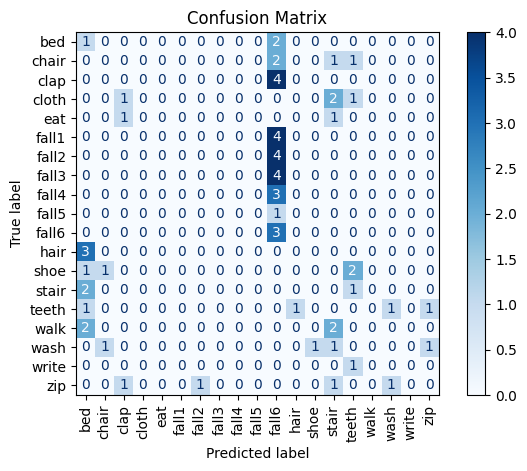 Confusion Matrix
True label
bed 1 0 0 0 0 0 0 0 0 0 2 0 0 0 0 0 0 0 0
chair 0 0 0 0 0 0 0 0 0 0 2 0 0 1 1 0 0 0 0
clap 0 0 0 0 0 0 0 0 0 0 4 0 0 0 0 0 0 0 0
cloth 0 0 1 0 0 0 0 0 0 0 0 0 0 2 1 0 0 0 0
eat 0 0 1 0 0 0 0 0 0 0 0 0 0 1 0 0 0 0 0
fall1 0 0 0 0 0 0 0 0 0 0 4 0 0 0 0 0 0 0 0
fall2 0 0 0 0 0 0 0 0 0 0 4 0 0 0 0 0 0 0 0
fall3 0 0 0 0 0 0 0 0 0 0 4 0 0 0 0 0 0 0 0
fall4 0 0 0 0 0 0 0 0 0 0 3 0 0 0 0 0 0 0 0
fall5 0 0 0 0 0 0 0 0 0 0 1 0 0 0 0 0 0 0 0
fall6 0 0 0 0 0 0 0 0 0 0 3 0 0 0 0 0 0 0 0
hair 3 0 0 0 0 0 0 0 0 0 0 0 0 0 0 0 0 0 0
shoe 1 1 0 0 0 0 0 0 0 0 0 0 0 0 2 0 0 0 0
stair 2 0 0 0 0 0 0 0 0 0 0 0 0 0 1 0 0 0 0
teeth 1 0 0 0 0 0 0 0 0 0 0 1 0 0 0 0 1 0 1
walk 2 0 0 0 0 0 0 0 0 0 0 0 0 2 0 0 0 0 0
wash 0 1 0 0 0 0 0 0 0 0 0 0 1 1 0 0 0 0 1
write 0 0 0 0 0 0 0 0 0 0 0 0 0 0 1 0 0 0 0
zip 0 0 1 0 0 0 1 0 0 0 0 0 0 1 0 0 1 0 0
bed chair clap cloth eat fall1 fall2 fall3 fall4 fall5 fall6 hair shoe stair teeth walk wash write zip
Predicted label
4.0
3.5
3.0
2.5
2.0
1.5
1.0
0.5
0.0